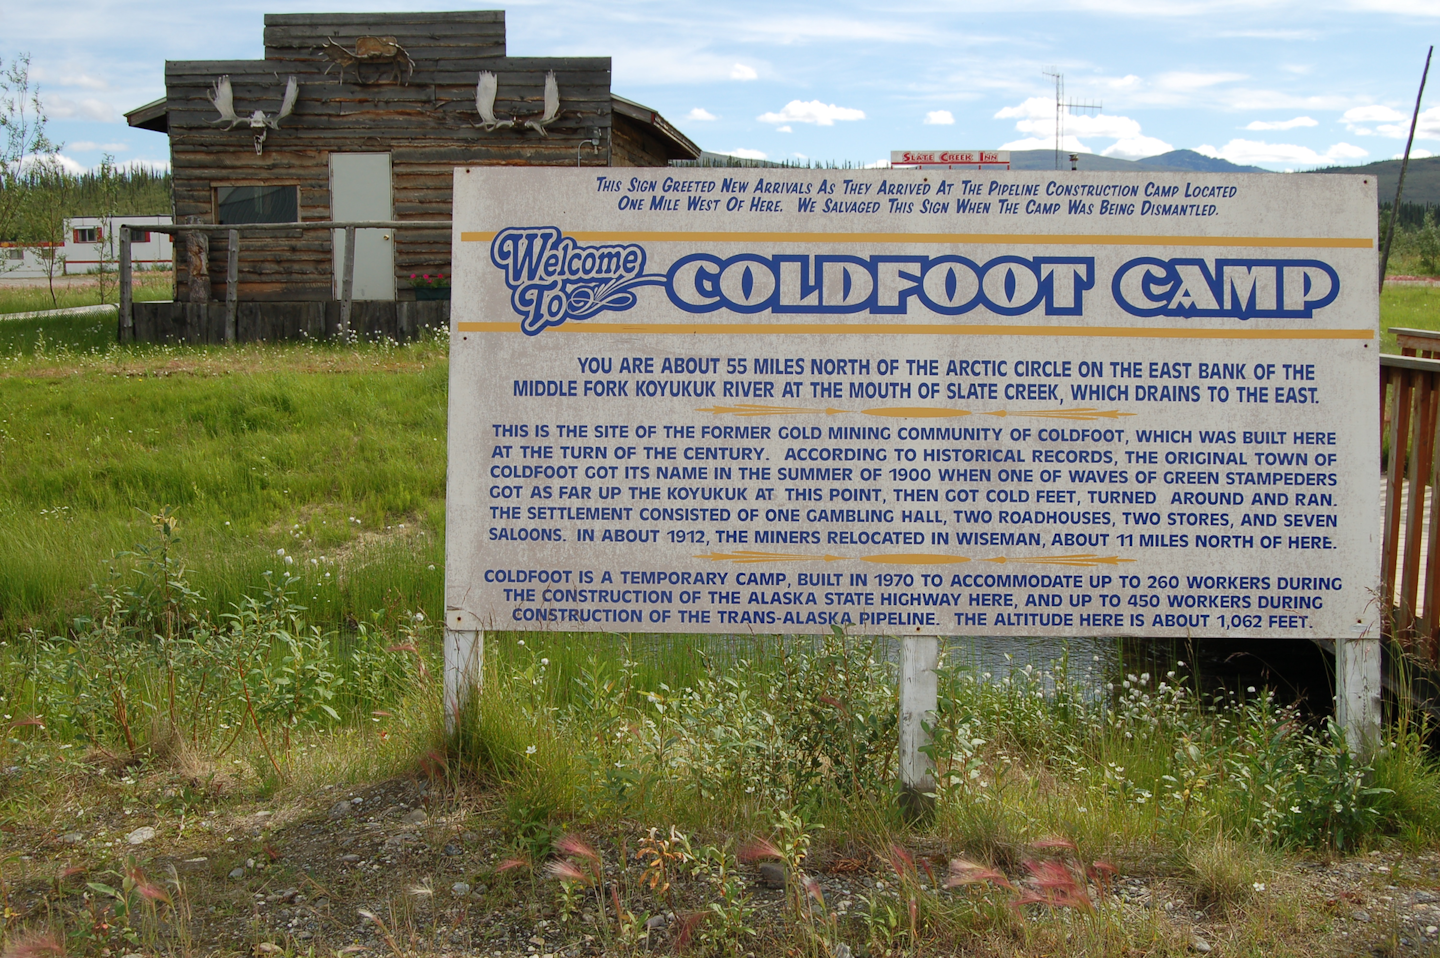 Slate Creek Inn
This Sign Greeted New Arrivals As They Arrived At The Pipeline Construction Camp Located
One Mile West Of Here. We Salvaged This Sign When The Camp Was Being Dismantled.
Welcome
To
COLDFOOT CAMP
YOU ARE ABOUT 55 MILES NORTH OF THE ARCTIC CIRCLE ON THE EAST BANK OF THE
MIDDLE FORK KOYUKUK RIVER AT THE MOUTH OF SLATE CREEK, WHICH DRAINS TO THE EAST.
THIS IS THE SITE OF THE FORMER GOLD MINING COMMUNITY OF COLDFOOT, WHICH WAS BUILT HERE
AT THE TURN OF THE CENTURY. ACCORDING TO HISTORICAL RECORDS, THE ORIGINAL TOWN OF
COLDFOOT GOT ITS NAME IN THE SUMMER OF 1900 WHEN ONE OF WAVES OF GREEN STAMPEDERS
GOT AS FAR UP THE KOYUKUK AT THIS POINT, THEN GOT COLD FEET, TURNED AROUND AND RAN.
THE SETTLEMENT CONSISTED OF ONE GAMBLING HALL, TWO ROADHOUSES, TWO STORES, AND SEVEN
SALOONS. IN ABOUT 1912, THE MINERS RELOCATED IN WISEMAN, ABOUT 11 MILES NORTH OF HERE.
COLDFOOT IS A TEMPORARY CAMP, BUILT IN 1970 TO ACCOMMODATE UP TO 260 WORKERS DURING
THE CONSTRUCTION OF THE ALASKA STATE HIGHWAY HERE, AND UP TO 450 WORKERS DURING
CONSTRUCTION OF THE TRANS-ALASKA PIPELINE. THE ALTITUDE HERE IS ABOUT 1,062 FEET.